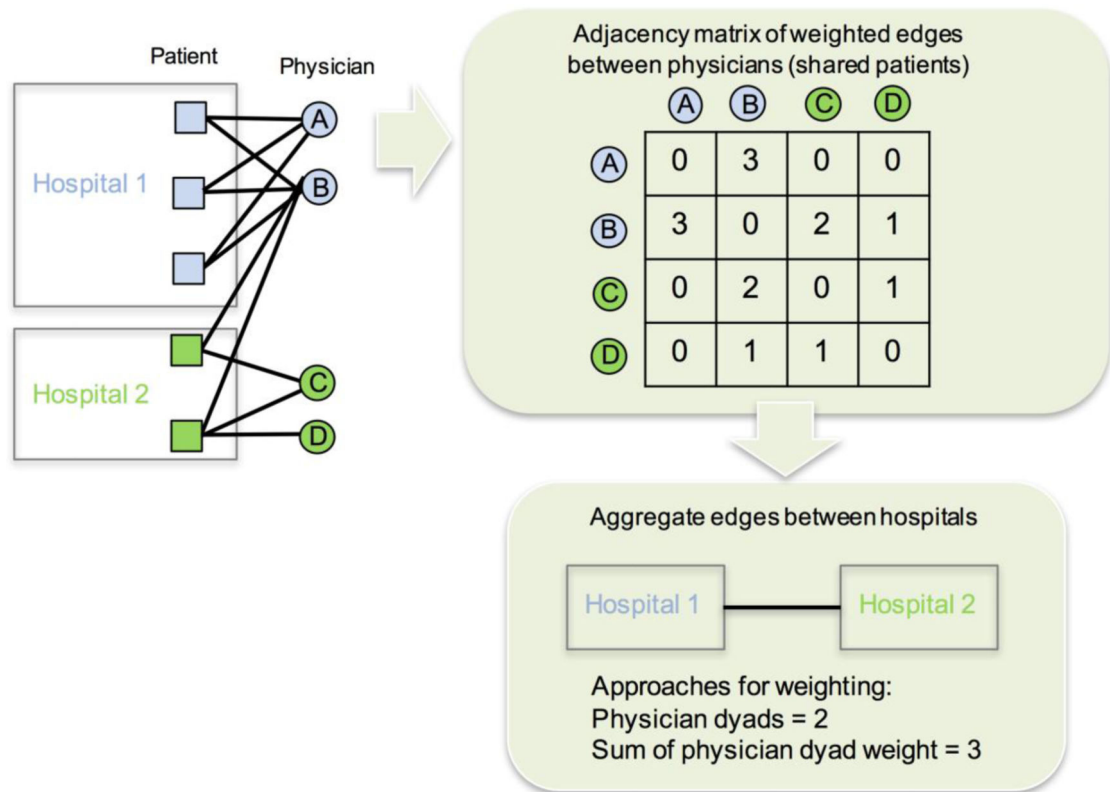 Patient
Physician
Hospital 1
A
B
Hospital 2
C
D
Adjacency matrix of weighted edges
between physicians (shared patients)
A B C D
A 0 3 0 0
B 3 0 2 1
C 0 2 0 1
D 0 1 1 0
Aggregate edges between hospitals
Hospital 1 Hospital 2
Approaches for weighting:
Physician dyads = 2
Sum of physician dyad weight = 3